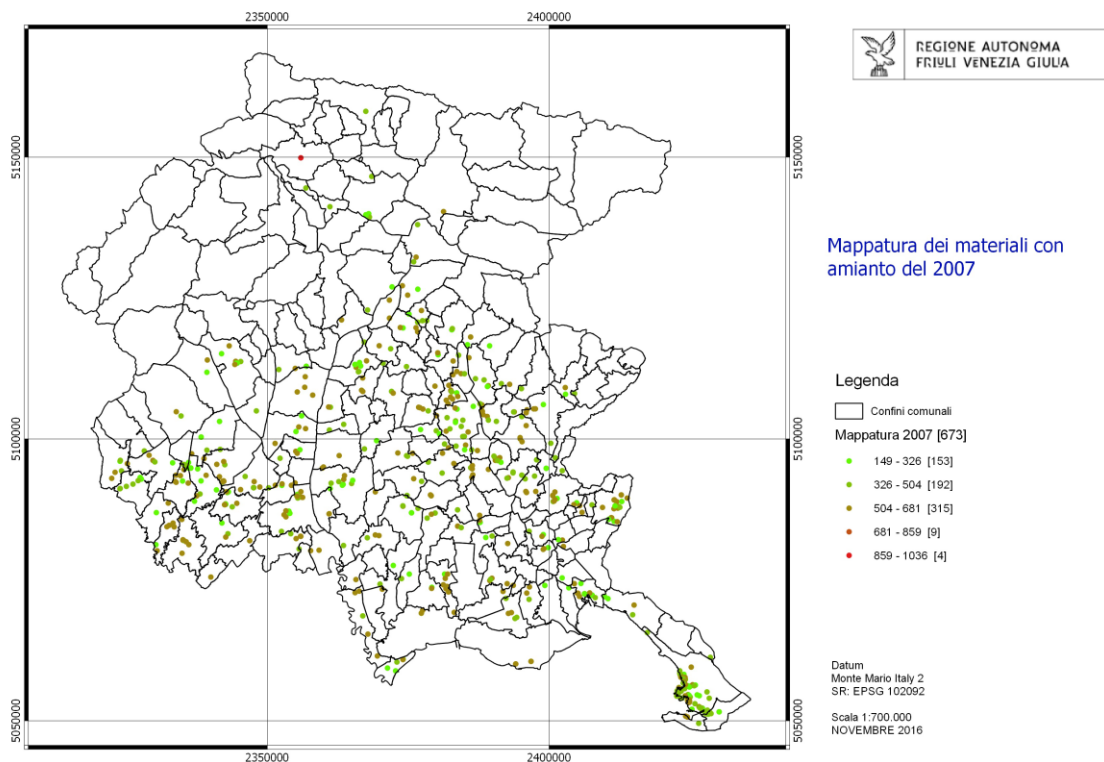 2350000
2400000
REGIONE AUTONOMA
FRIULI VENEZIA GIULIA
5150000
5150000
Mappatura dei materiali con
amianto del 2007
Legenda
Confini comunali
Mappatura 2007 [673]
149 - 326 [153]
326 - 504 [192]
504 - 681 [315]
681 - 859 [9]
859 - 1036 [4]
5100000
5100000
Datum
Monte Mario Italy 2
SR: EPSG 102092
Scala 1:700.000
NOVEMBRE 2016
5050000
5050000
2350000
2400000